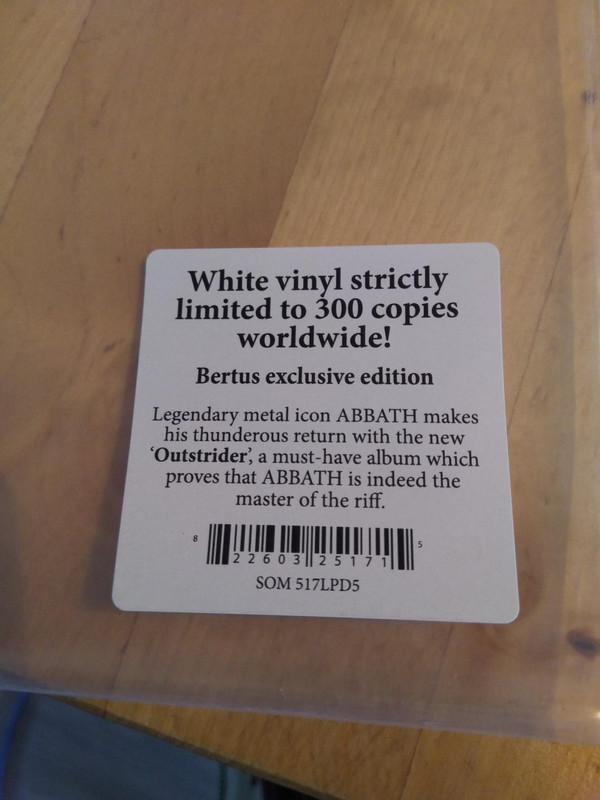 White vinyl strictly
limited to 300 copies
worldwide!
Bertus exclusive edition
Legendary metal icon ABBATH makes
his thunderous return with the new
‘Outstrider’, a must-have album which
proves that ABBATH is indeed the
master of the riff.
8 22603 25171 5
SOM 517LPD5